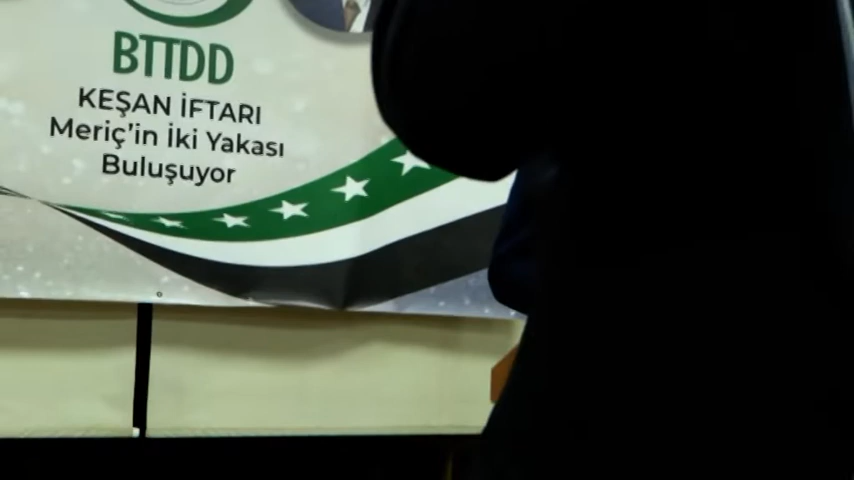 BTTDD
KEŞAN İFTARI
Meriç'in İki Yakası
Buluşuyor